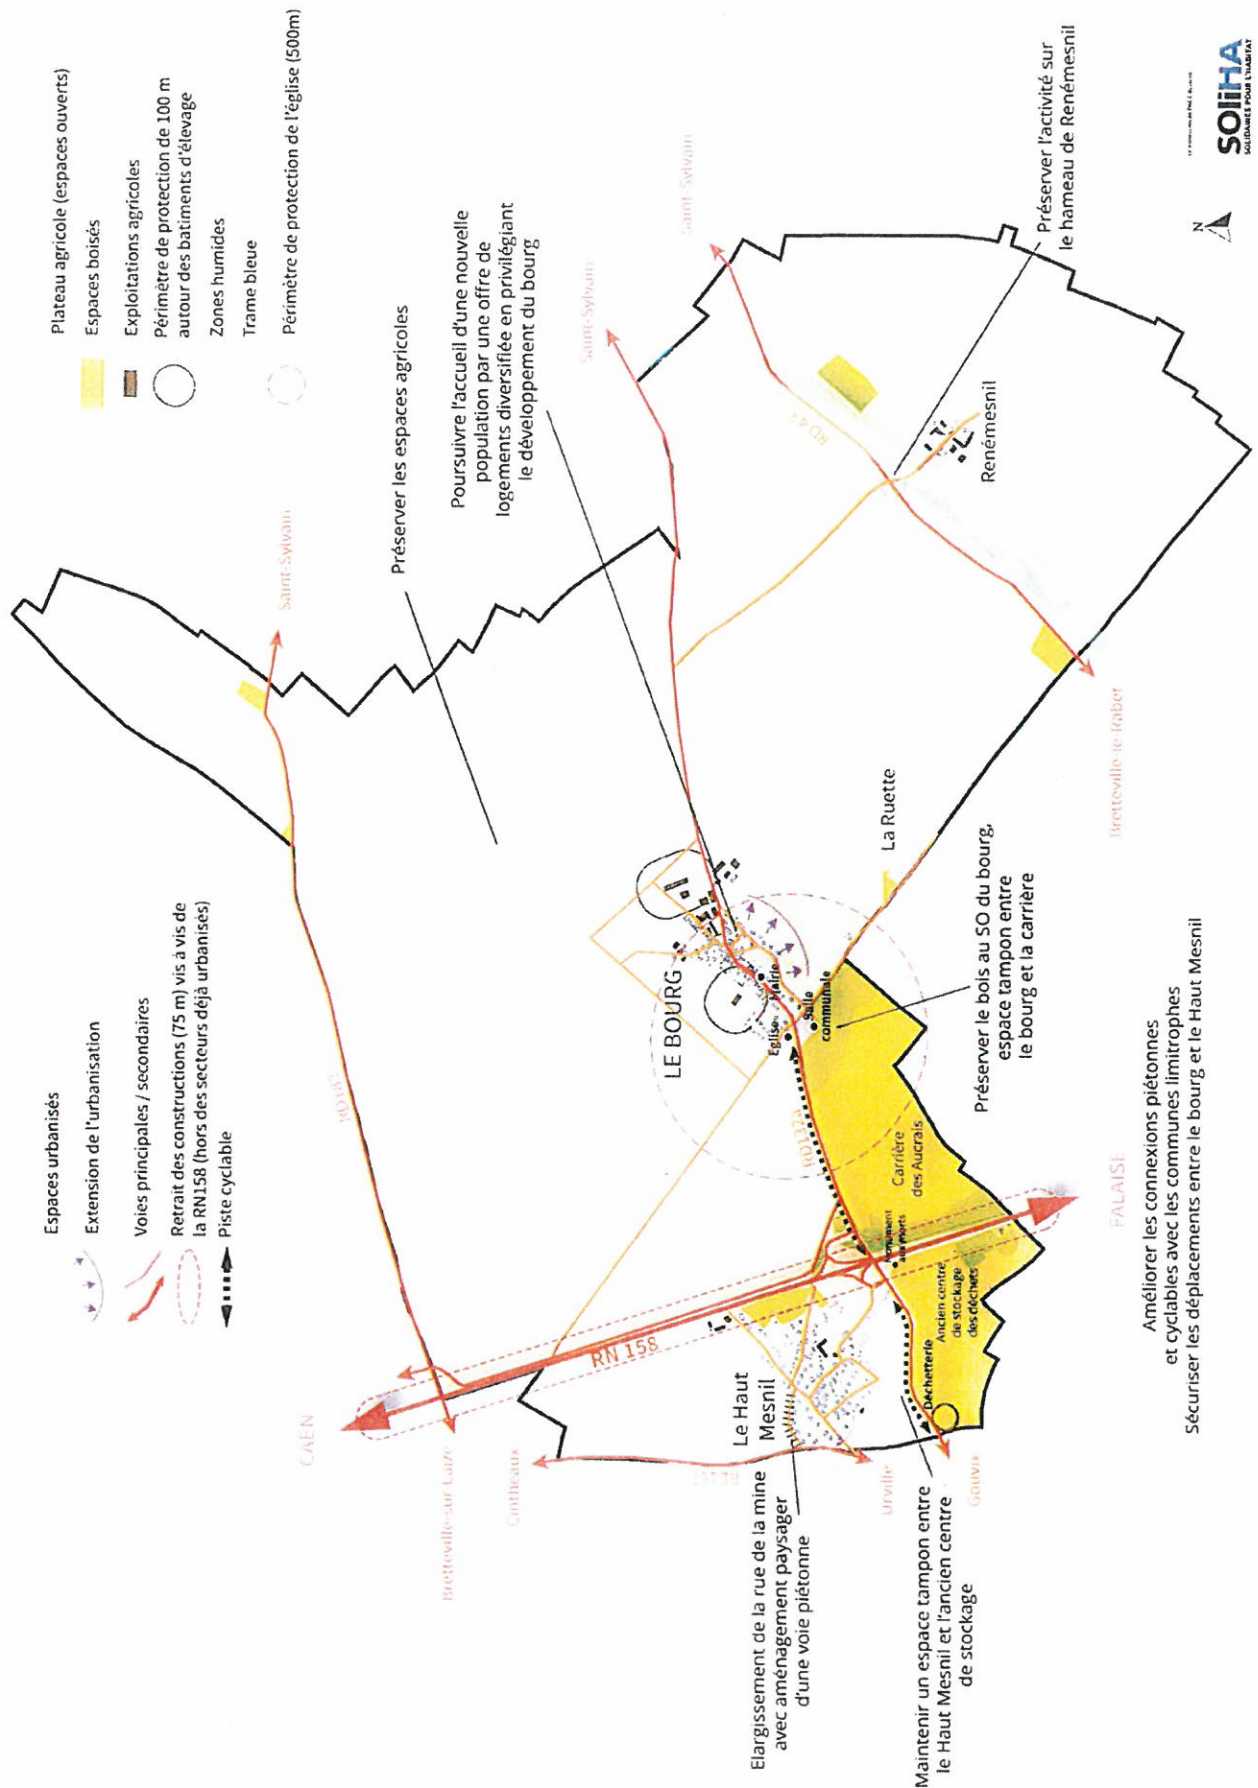 Espaces urbanisés
Extension de l'urbanisation
Voies principales / secondaires
Retrait des constructions (75 m) vis à vis de
la RN158 (hors des secteurs déjà urbanisés)
Piste cyclable
Plateau agricole (espaces ouverts)
Espaces boisés
Exploitations agricoles
Périmètre de protection de 100 m
autour des batiments d'élevage
Zones humides
Trame bleue
Périmètre de protection de l'église (500m)
CAEN
Bretteville-sur-Laize
Cintheaux
Saint-Sylvain
Préserver les espaces agricoles
Poursuivre l'accueil d'une nouvelle
population par une offre de
logements diversifiée en privilégiant
le développement du bourg
Saint-Sylvain
Saint-Sylvain
RN 158
LE BOURG
Mairie
Eglise
Salle
communale
RD132A
Le Haut
Mesnil
Elargissement de la rue de la mine
avec aménagement paysager
d'une voie piétonne
Urville
Gouvix
Maintenir un espace tampon entre
le Haut Mesnil et l'ancien centre
de stockage
Déchetterie
Ancien centre
de stockage
des déchets
Monument
aux Morts
Carrière
des Aucrais
FALAISE
Préserver le bois au SO du bourg,
espace tampon entre
le bourg et la carrière
La Ruette
Bretteville-le-Rabet
Renémesnil
Préserver l'activité sur
le hameau de Renémesnil
Améliorer les connexions piétonnes
et cyclables avec les communes limitrophes
Sécuriser les déplacements entre le bourg et le Haut Mesnil
N
SOLiHA
SOLIDAIRES POUR L'HABITAT